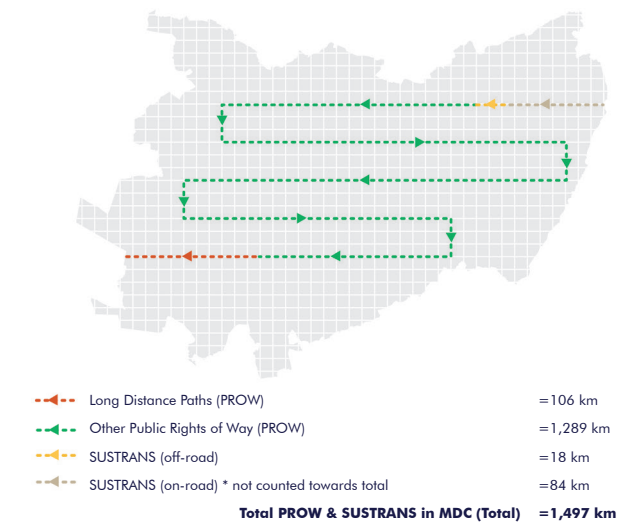 Long Distance Paths (PROW) =106 km
Other Public Rights of Way (PROW) =1,289 km
SUSTRANS (off-road) =18 km
SUSTRANS (on-road) * not counted towards total =84 km
Total PROW & SUSTRANS in MDC (Total) =1,497 km